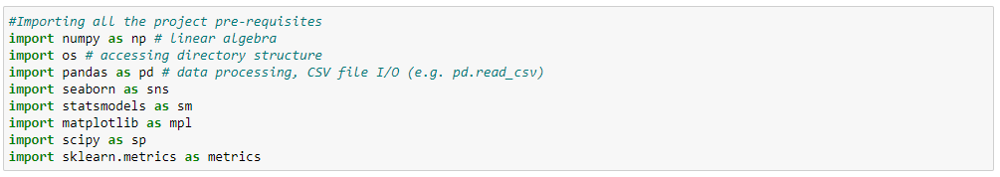 #Importing all the project pre-requisites
import numpy as np # linear algebra
import os # accessing directory structure
import pandas as pd # data processing, CSV file I/O (e.g. pd.read_csv)
import seaborn as sns
import statsmodels as sm
import matplotlib as mpl
import scipy as sp
import sklearn.metrics as metrics